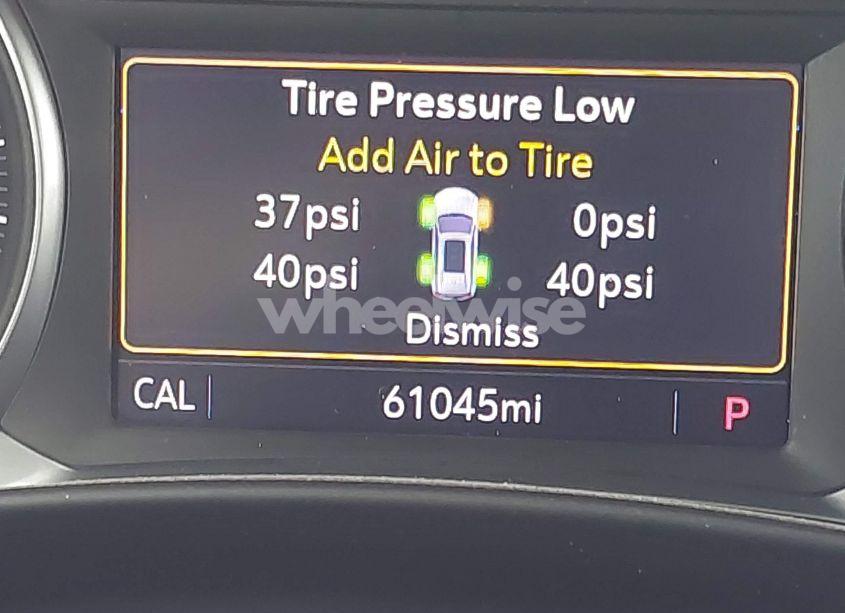 Tire Pressure Low
Add Air to Tire
37psi 0psi
40psi 40psi
wheelwise
Dismiss
CAL 61045mi P